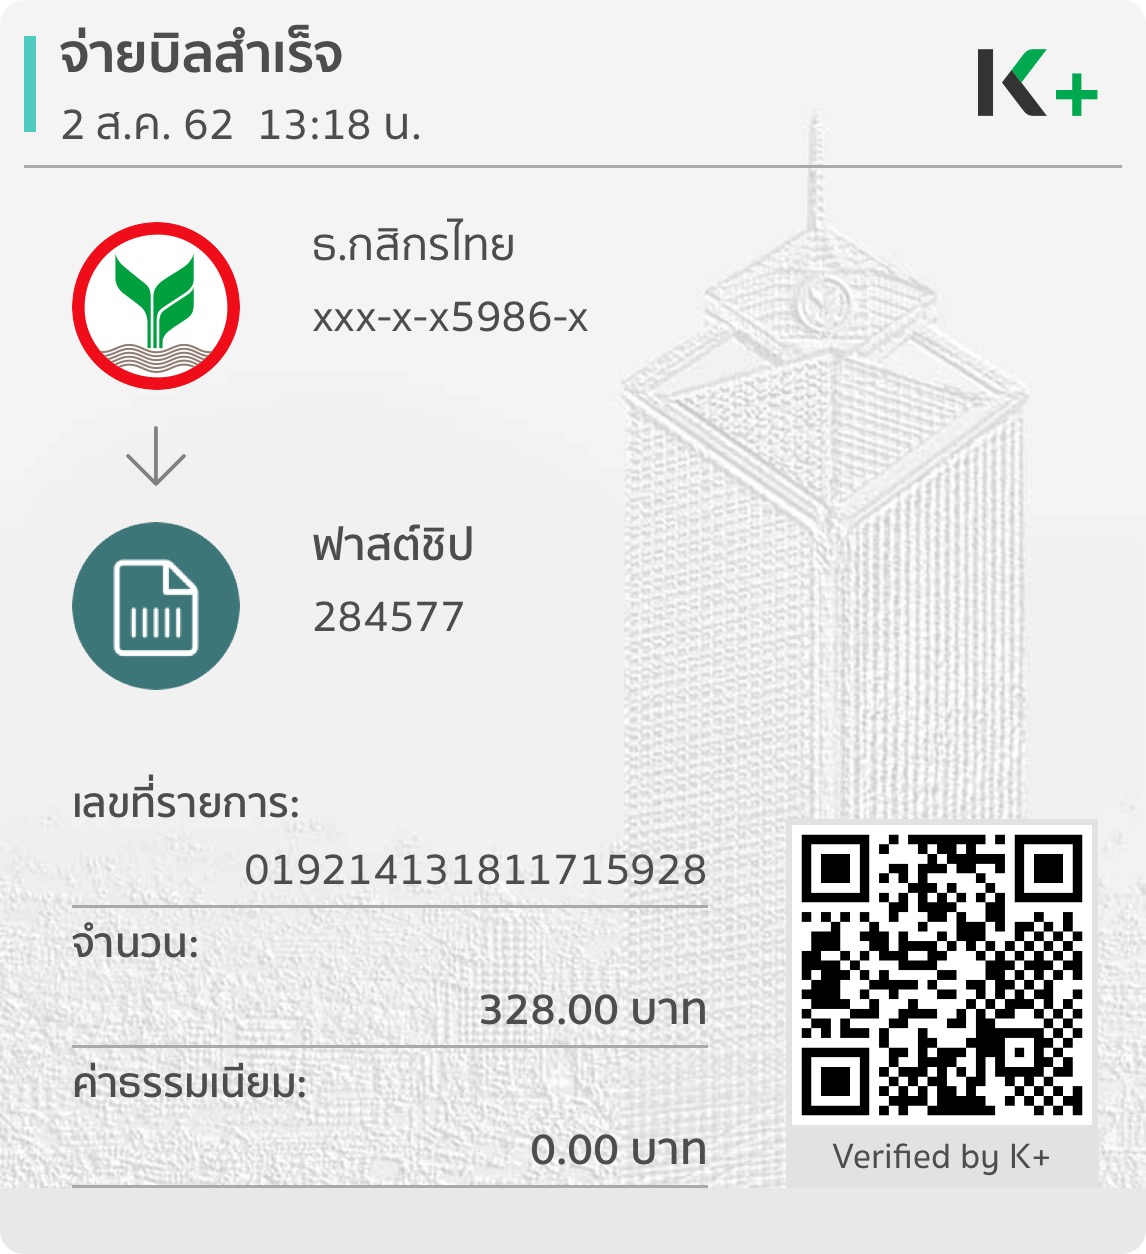 จ่ายบิลสำเร็จ
2 ส.ค. 62 13:18 น.
K+
ธ.กสิกรไทย
xxx-x-x5986-x
ฟาสต์ชิป
284577
เลขที่รายการ:
019214131811715928
จำนวน:
328.00 บาท
ค่าธรรมเนียม:
0.00 บาท
Verified by K+